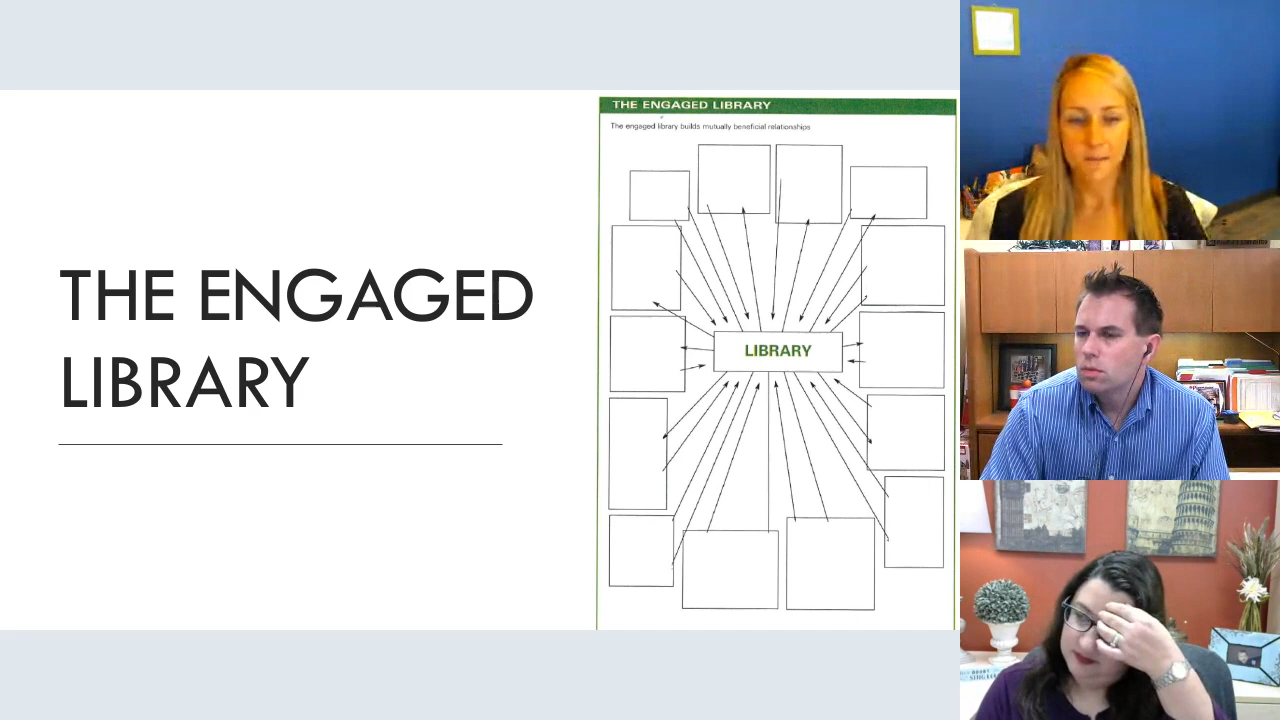 THE ENGAGED
LIBRARY
THE ENGAGED LIBRARY
The engaged library builds mutually beneficial relationships
LIBRARY